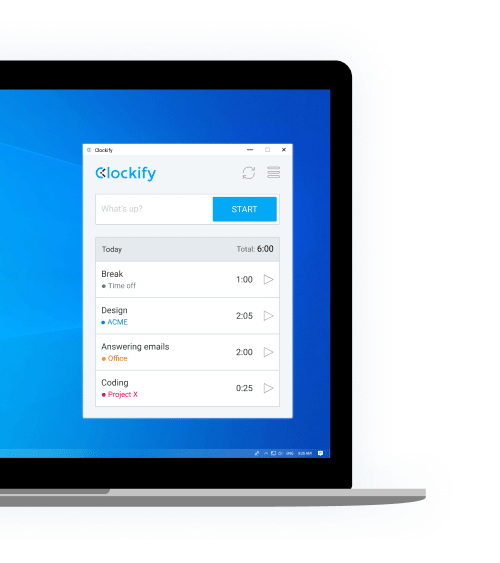 Clockify
Clockify
What's up?
START
Today
Total: 6:00
Break
1:00
Time off
Design
2:05
ACME
Answering emails
2:00
Office
Coding
0:25
Project X
ENG